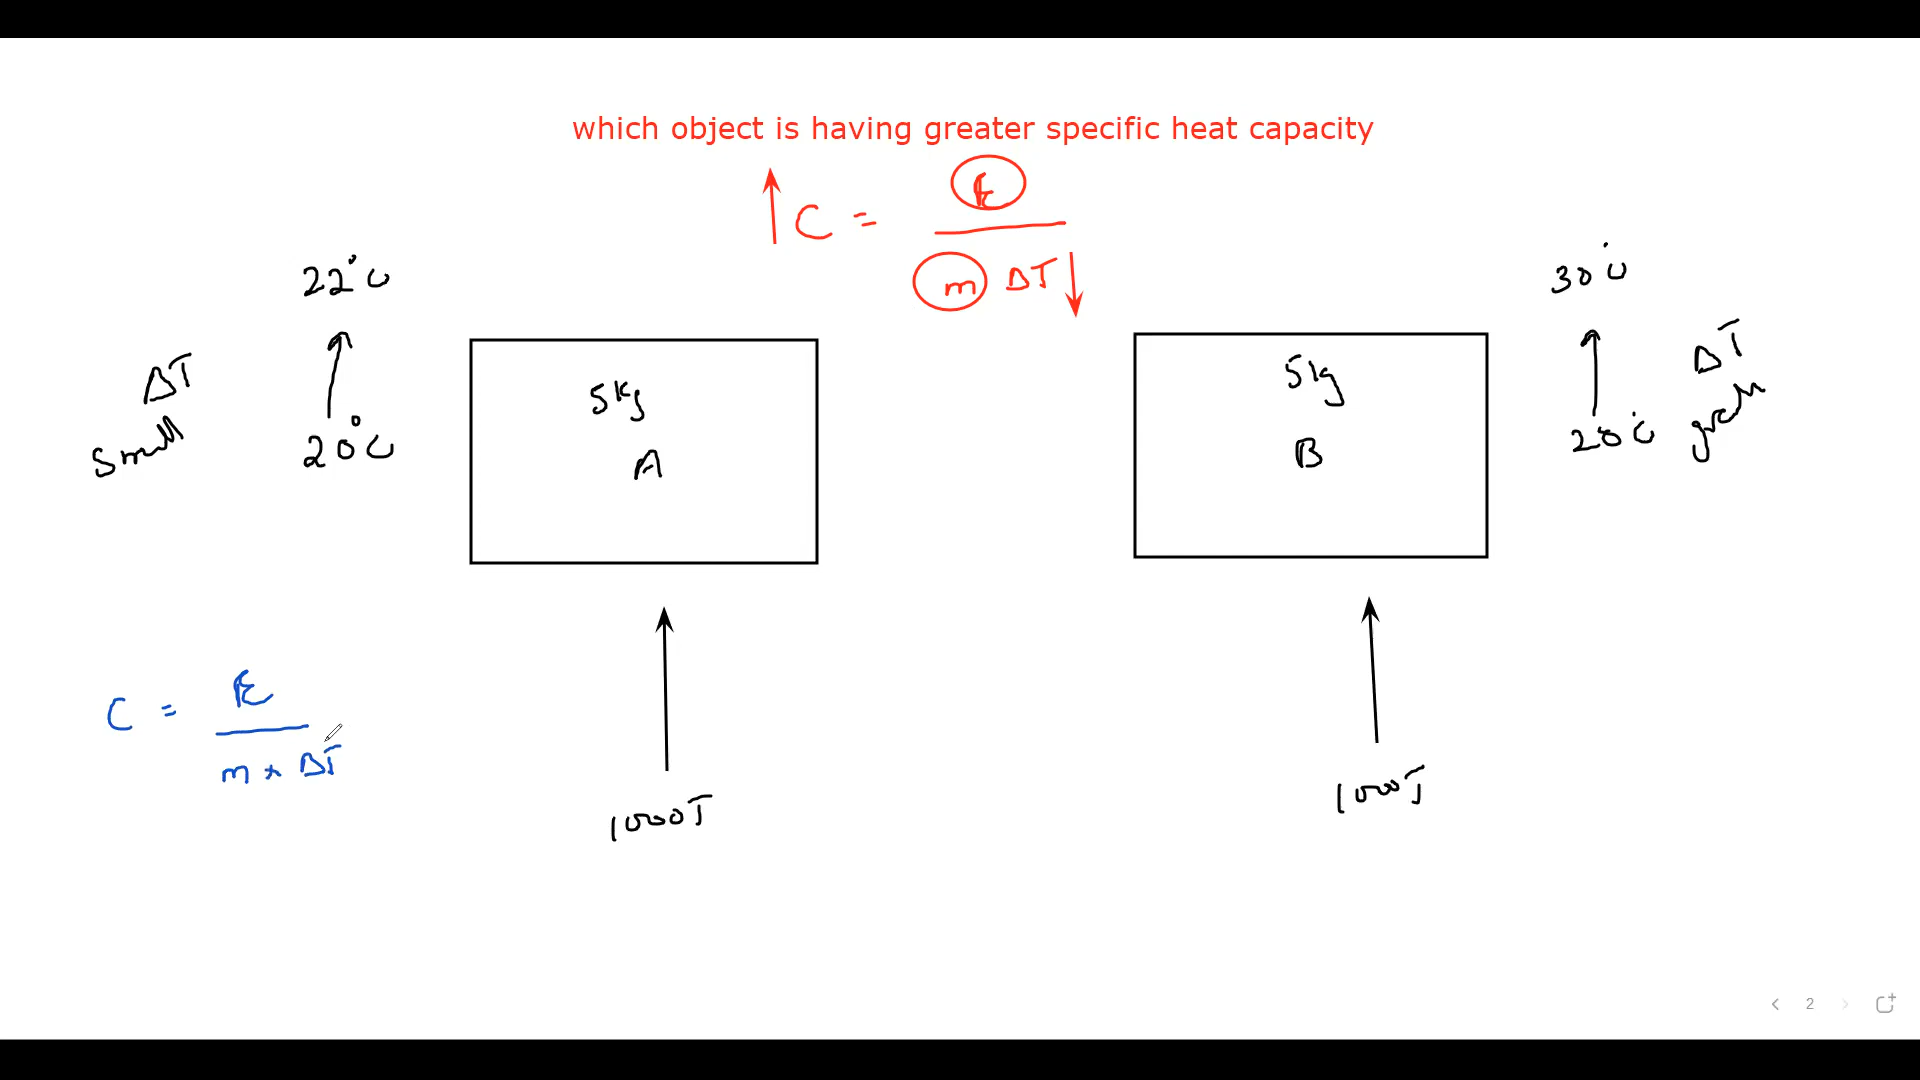 which object is having greater specific heat capacity
C = E
m ΔT
22°C
20°C
ΔT
small
5kg
A
30°C
20°C
ΔT
5kg
B
C = E
m × ΔT
1000J
1000J
2